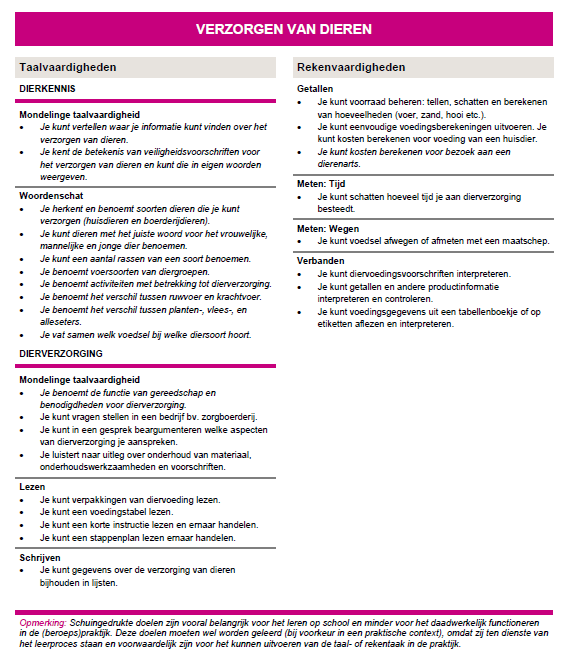 VERZORGEN VAN DIEREN
Taalvaardigheden
DIERKENNIS
Mondelinge taalvaardigheid
• Je kunt vertellen waar je informatie kunt vinden over het
verzorgen van dieren.
• Je kent de betekenis van veiligheidsvoorschriften voor
het verzorgen van dieren en kunt die in eigen woorden
weergeven.
Woordenschat
• Je herkent en benoemt soorten dieren die je kunt
verzorgen (huisdieren en boerderijdieren).
• Je kunt dieren met het juiste woord voor het vrouwelijke,
mannelijke en jonge dier benoemen.
• Je kunt een aantal rassen van een soort benoemen.
• Je benoemt voersoorten van diergroepen.
• Je benoemt activiteiten met betrekking tot dierverzorging.
• Je benoemt het verschil tussen ruwvoer en krachtvoer.
• Je benoemt het verschil tussen planten-, vlees-, en
alleseters.
• Je vat samen welk voedsel bij welke diersoort hoort.
DIERVERZORGING
Mondelinge taalvaardigheid
• Je benoemt de functie van gereedschap en
benodigdheden voor dierverzorging.
• Je kunt vragen stellen in een bedrijf bv. zorgboerderij.
• Je kunt in een gesprek beargumenteren welke aspecten
van dierverzorging je aanspreken.
• Je luistert naar uitleg over onderhoud van materiaal,
onderhoudswerkzaamheden en voorschriften.
Lezen
• Je kunt verpakkingen van diervoeding lezen.
• Je kunt een voedingstabel lezen.
• Je kunt een korte instructie lezen en ernaar handelen.
• Je kunt een stappenplan lezen ernaar handelen.
Schrijven
• Je kunt gegevens over de verzorging van dieren
bijhouden in lijsten.
Rekenvaardigheden
Getallen
• Je kunt voorraad beheren: tellen, schatten en berekenen
van hoeveelheden (voer, zand, hooi etc.).
• Je kunt eenvoudige voedingsberekeningen uitvoeren. Je
kunt kosten berekenen voor voeding van een huisdier.
• Je kunt kosten berekenen voor bezoek aan een
dierenarts.
Meten: Tijd
• Je kunt schatten hoeveel tijd je aan dierverzorging
besteedt.
Meten: Wegen
• Je kunt voedsel afwegen of afmeten met een maatschep.
Verbanden
• Je kunt diervoedingsvoorschriften interpreteren.
• Je kunt getallen en andere productinformatie
interpreteren en controleren.
• Je kunt voedingsgegevens uit een tabellenboekje of op
etiketten aflezen en interpreteren.
Opmerking: Schuingedrukte doelen zijn vooral belangrijk voor het leren op school en minder voor het daadwerkelijk functioneren
in de (beroeps)praktijk. Deze doelen moeten wel worden geleerd (bij voorkeur in een praktische context), omdat zij ten dienste van
het leerproces staan en voorwaardelijk zijn voor het kunnen uitvoeren van de taal- of rekentaak in de praktijk.